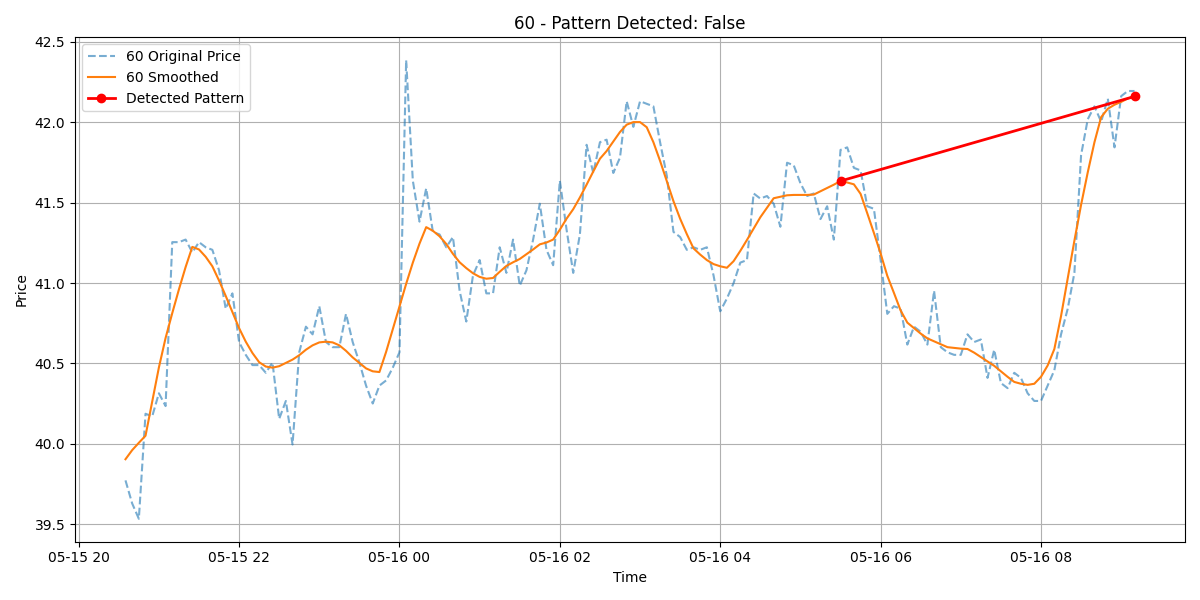 60 - Pattern Detected: False
60 Original Price
60 Smoothed
Detected Pattern
Price
42.5
42.0
41.5
41.0
40.5
40.0
39.5
05-15 20
05-15 22
05-16 00
05-16 02
05-16 04
05-16 06
05-16 08
Time